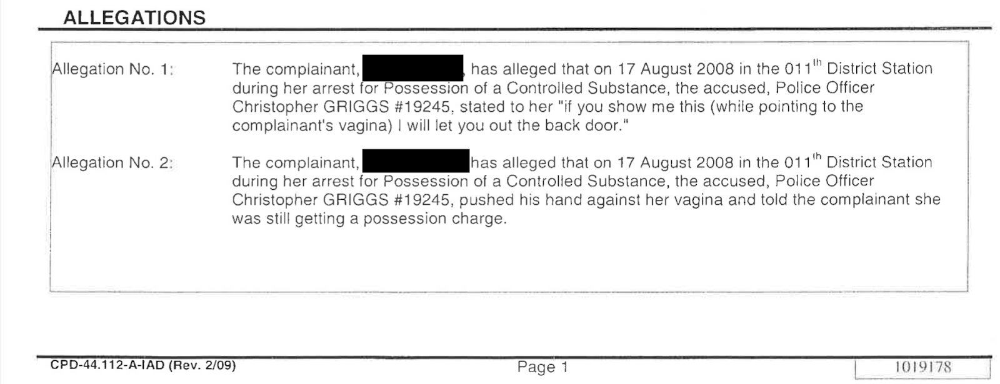 ALLEGATIONS
Allegation No. 1: The complainant, , has alleged that on 17 August 2008 in the 011th District Station
during her arrest for Possession of a Controlled Substance, the accused, Police Officer
Christopher GRIGGS #19245, stated to her "if you show me this (while pointing to the
complainant's vagina) I will let you out the back door."
Allegation No. 2: The complainant, has alleged that on 17 August 2008 in the 011th District Station
during her arrest for Possession of a Controlled Substance, the accused, Police Officer
Christopher GRIGGS #19245, pushed his hand against her vagina and told the complainant she
was still getting a possession charge.
CPD-44.112-A-IAD (Rev. 2/09) Page 1 1019178